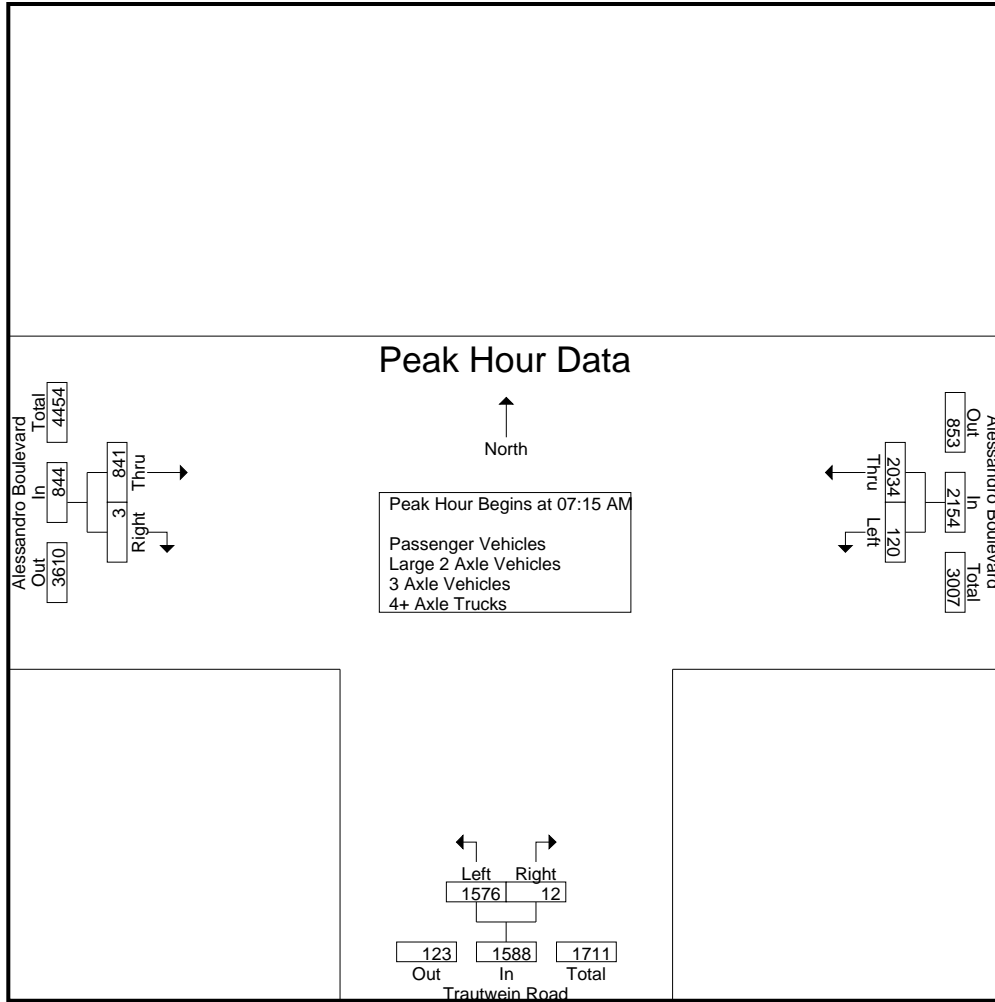 Peak Hour Data
North
Peak Hour Begins at 07:15 AM
Passenger Vehicles
Large 2 Axle Vehicles
3 Axle Vehicles
4+ Axle Trucks
Alessandro Boulevard
Out In Total
3610 844 4454
Right Thru
3 841
Alessandro Boulevard
Out In Total
853 2154 3007
Thru Left
2034 120
Left Right
1576 12
123 1588 1711
Out In Total
Trautwein Road